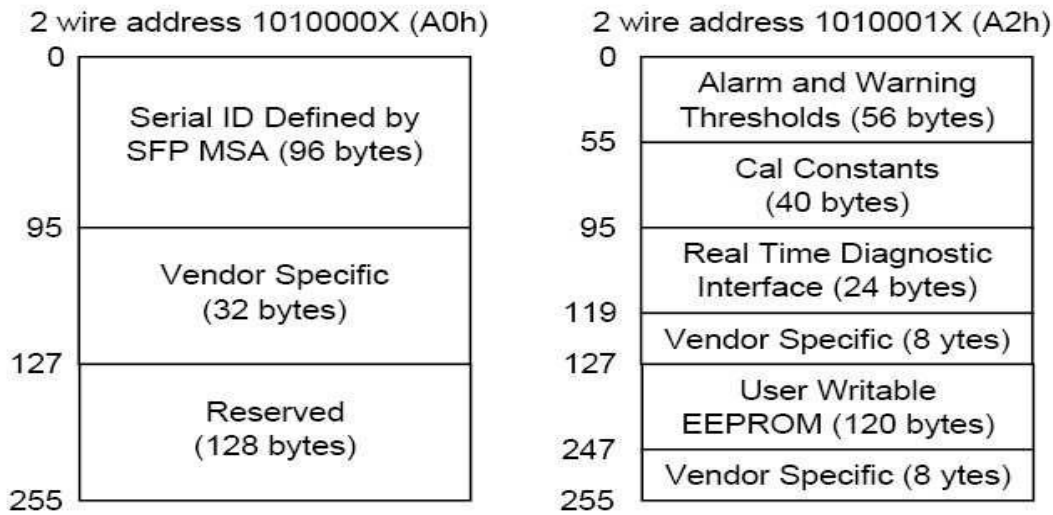 2 wire address 1010000X (A0h)
0
Serial ID Defined by
SFP MSA (96 bytes)
95
Vendor Specific
(32 bytes)
127
Reserved
(128 bytes)
255
2 wire address 1010001X (A2h)
0
Alarm and Warning
Thresholds (56 bytes)
55
Cal Constants
(40 bytes)
95
Real Time Diagnostic
Interface (24 bytes)
119
Vendor Specific (8 ytes)
127
User Writable
EEPROM (120 bytes)
247
Vendor Specific (8 ytes)
255